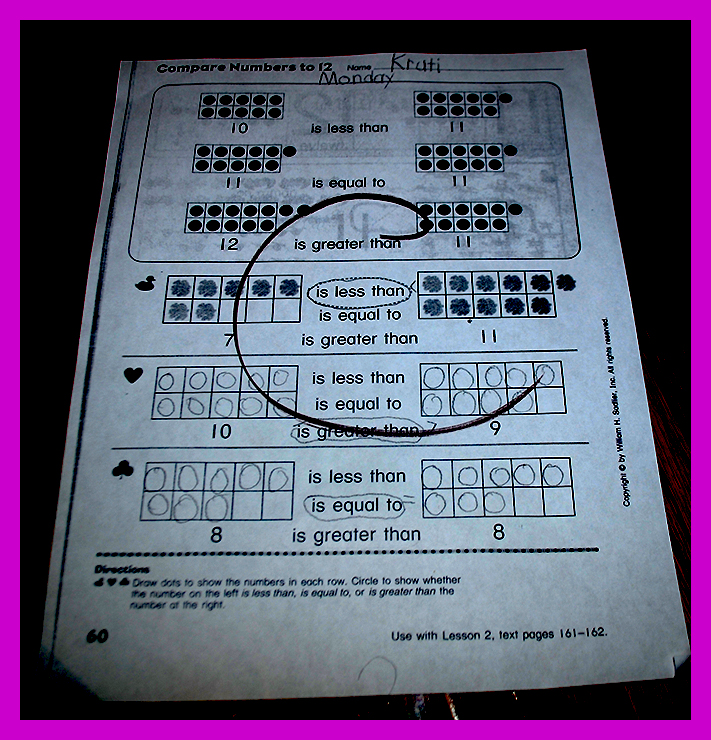 Compare Numbers to 12 Name Kruti
Monday
10 is less than 11
11 is equal to 11
12 is greater than 11
is less than <
is equal to
7 is greater than 11
is less than
is equal to
10 is greater than > 9
is less than
is equal to =
8 is greater than 8
Directions
Draw dots to show the numbers in each row. Circle to show whether
the number on the left is less than, is equal to, or is greater than the
number at the right.
60 Use with Lesson 2, text pages 161–162.
Copyright © by William H. Sadlier, Inc. All rights reserved.